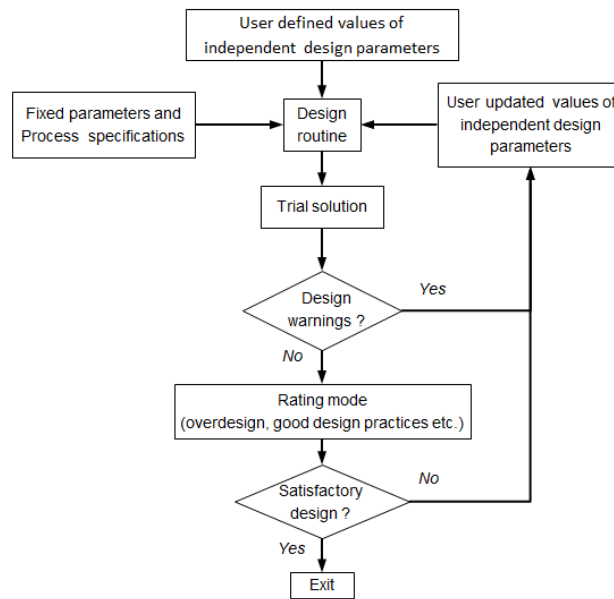 User defined values of
independent design parameters
Fixed parameters and
Process specifications
Design
routine
User updated values of
independent design
parameters
Trial solution
Design
warnings ?
Yes
No
Rating mode
(overdesign, good design practices etc.)
Satisfactory
design ?
No
Yes
Exit